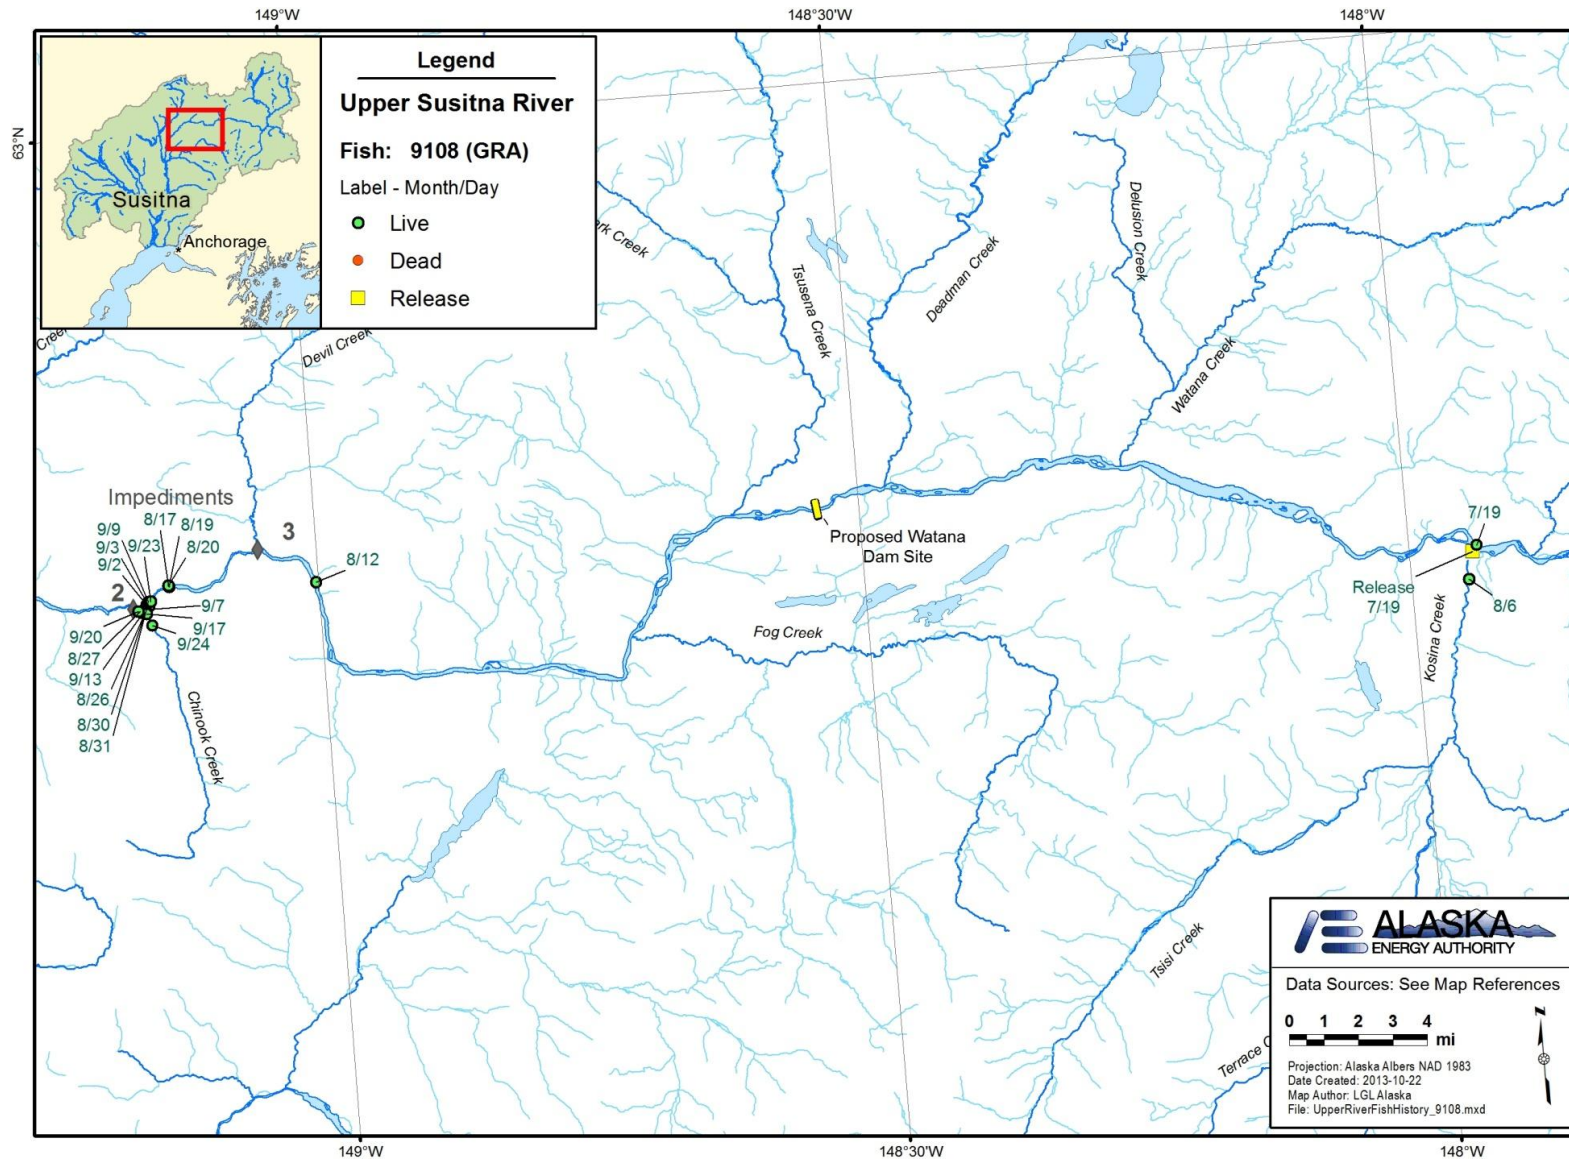 149°W
148°30'W
148°W
63°N
Legend
Upper Susitna River
Fish: 9108 (GRA)
Label - Month/Day
Live
Dead
Release
Susitna
Anchorage
Creek
Devil Creek
rk Creek
Tsusena Creek
Deadman Creek
Delusion Creek
Watana Creek
Impediments
8/17
8/19
9/9
9/3
9/23
8/20
9/2
3
8/12
2
9/7
9/17
9/24
9/20
8/27
9/13
8/26
8/30
8/31
Chinook Creek
Proposed Watana
Dam Site
Fog Creek
7/19
Release
7/19
8/6
Kosina Creek
Tsisi Creek
Terrace C
ALASKA
ENERGY AUTHORITY
Data Sources: See Map References
0 1 2 3 4
mi
N
Projection: Alaska Albers NAD 1983
Date Created: 2013-10-22
Map Author: LGL Alaska
File: UpperRiverFishHistory_9108.mxd
149°W
148°30'W
148°W